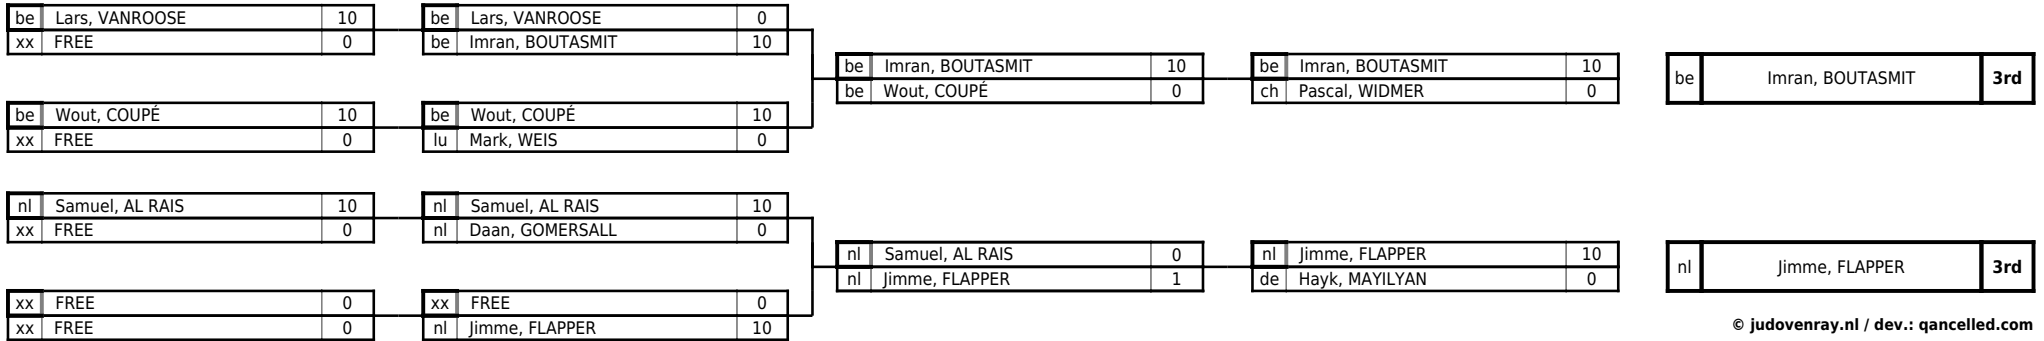 be Lars, VANROOSE 10
xx FREE 0
be Wout, COUPÉ 10
xx FREE 0
nl Samuel, AL RAIS 10
xx FREE 0
xx FREE 0
xx FREE 0
be Lars, VANROOSE 0
be Imran, BOUTASMIT 10
be Wout, COUPÉ 10
lu Mark, WEIS 0
nl Samuel, AL RAIS 10
nl Daan, GOMERSALL 0
xx FREE 0
nl Jimme, FLAPPER 10
be Imran, BOUTASMIT 10
be Wout, COUPÉ 0
nl Samuel, AL RAIS 0
nl Jimme, FLAPPER 1
be Imran, BOUTASMIT 10
ch Pascal, WIDMER 0
nl Jimme, FLAPPER 10
de Hayk, MAYILYAN 0
be Imran, BOUTASMIT 3rd
nl Jimme, FLAPPER 3rd
© judovenray.nl / dev.: qancelled.com